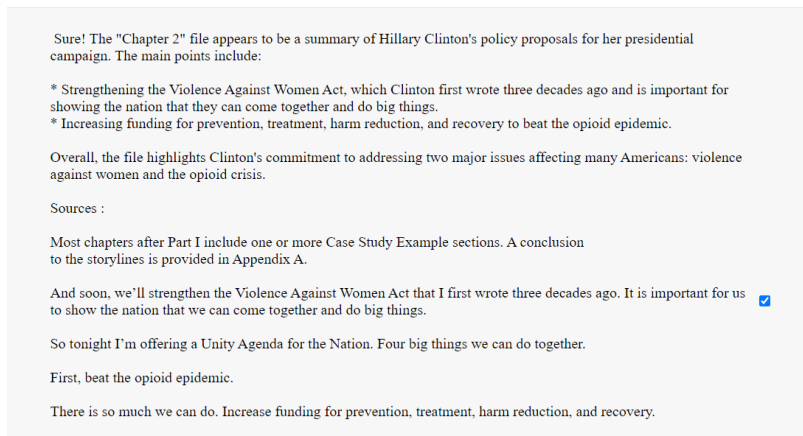 Sure! The "Chapter 2" file appears to be a summary of Hillary Clinton's policy proposals for her presidential
campaign. The main points include:
* Strengthening the Violence Against Women Act, which Clinton first wrote three decades ago and is important for
showing the nation that they can come together and do big things.
* Increasing funding for prevention, treatment, harm reduction, and recovery to beat the opioid epidemic.
Overall, the file highlights Clinton's commitment to addressing two major issues affecting many Americans: violence
against women and the opioid crisis.
Sources :
Most chapters after Part I include one or more Case Study Example sections. A conclusion
to the storylines is provided in Appendix A.
And soon, we’ll strengthen the Violence Against Women Act that I first wrote three decades ago. It is important for us
to show the nation that we can come together and do big things.
So tonight I’m offering a Unity Agenda for the Nation. Four big things we can do together.
First, beat the opioid epidemic.
There is so much we can do. Increase funding for prevention, treatment, harm reduction, and recovery.